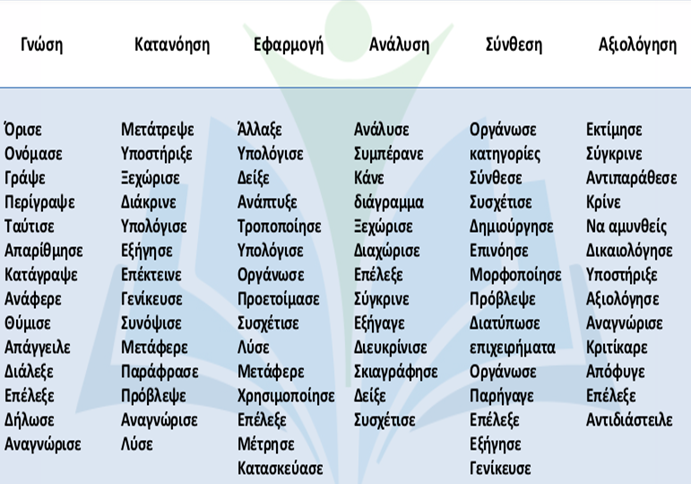 Γνώση Κατανόηση Εφαρμογή Ανάλυση Σύνθεση Αξιολόγηση
Όρισε Μετάτρεψε Άλλαξε Ανάλυσε Οργάνωσε Εκτίμησε
Ονόμασε Υποστήριξε Υπολόγισε Συμπέρανε κατηγορίες Σύγκρινε
Γράψε Ξεχώρισε Δείξε Κάνε Σύνθεσε Αντιπαράθεσε
Περίγραψε Διάκρινε Ανάπτυξε διάγραμμα Συσχέτισε Κρίνε
Ταύτισε Υπολόγισε Τροποποίησε Ξεχώρισε Δημιούργησε Να αμυνθείς
Απαρίθμησε Εξήγησε Υπολόγισε Διαχώρισε Επινόησε Δικαιολόγησε
Κατάγραψε Επέκτεινε Οργάνωσε Επέλεξε Μορφοποίησε Υποστήριξε
Ανάφερε Γενίκευσε Προετοίμασε Σύγκρινε Πρόβλεψε Αξιολόγησε
Θύμισε Συνόψισε Συσχέτισε Εξήγαγε Διατύπωσε Αναγνώρισε
Απάγγειλε Μετάφερε Λύσε Διευκρίνισε επιχειρήματα Κριτίκαρε
Διάλεξε Παράφρασε Μετάφερε Σκιαγράφησε Οργάνωσε Απόφυγε
Επέλεξε Πρόβλεψε Χρησιμοποίησε Δείξε Παρήγαγε Επέλεξε
Δήλωσε Αναγνώρισε Επέλεξε Συσχέτισε Επέλεξε Αντιδιάστειλε
Αναγνώρισε Λύσε Μέτρησε Εξήγησε
Κατασκεύασε Γενίκευσε